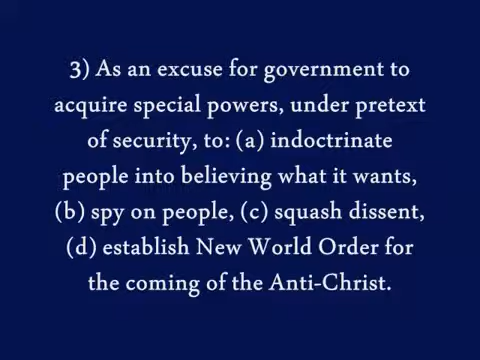 3) As an excuse for government to
acquire special powers, under pretext
of security, to: (a) indoctrinate
people into believing what it wants,
(b) spy on people, (c) squash dissent,
(d) establish New World Order for
the coming of the Anti-Christ.